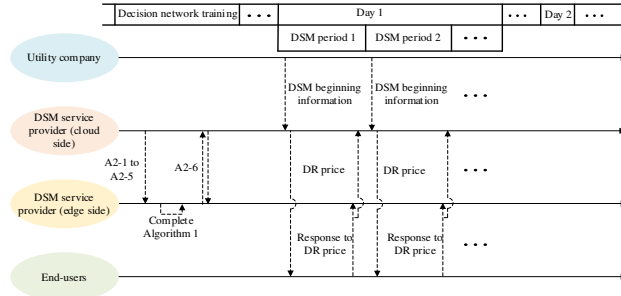 Decision network training
• • •
Day 1
• • •
Day 2
• • •
DSM period 1
DSM period 2
• • •
Utility company
DSM beginning
information
DSM beginning
information
• • •
DSM service
provider (cloud
side)
A2-1 to
A2-5
A2-6
DR price
DR price
• • •
DSM service
provider (edge side)
Complete
Algorithm 1
Response to
DR price
Response to
DR price
• • •
End-users